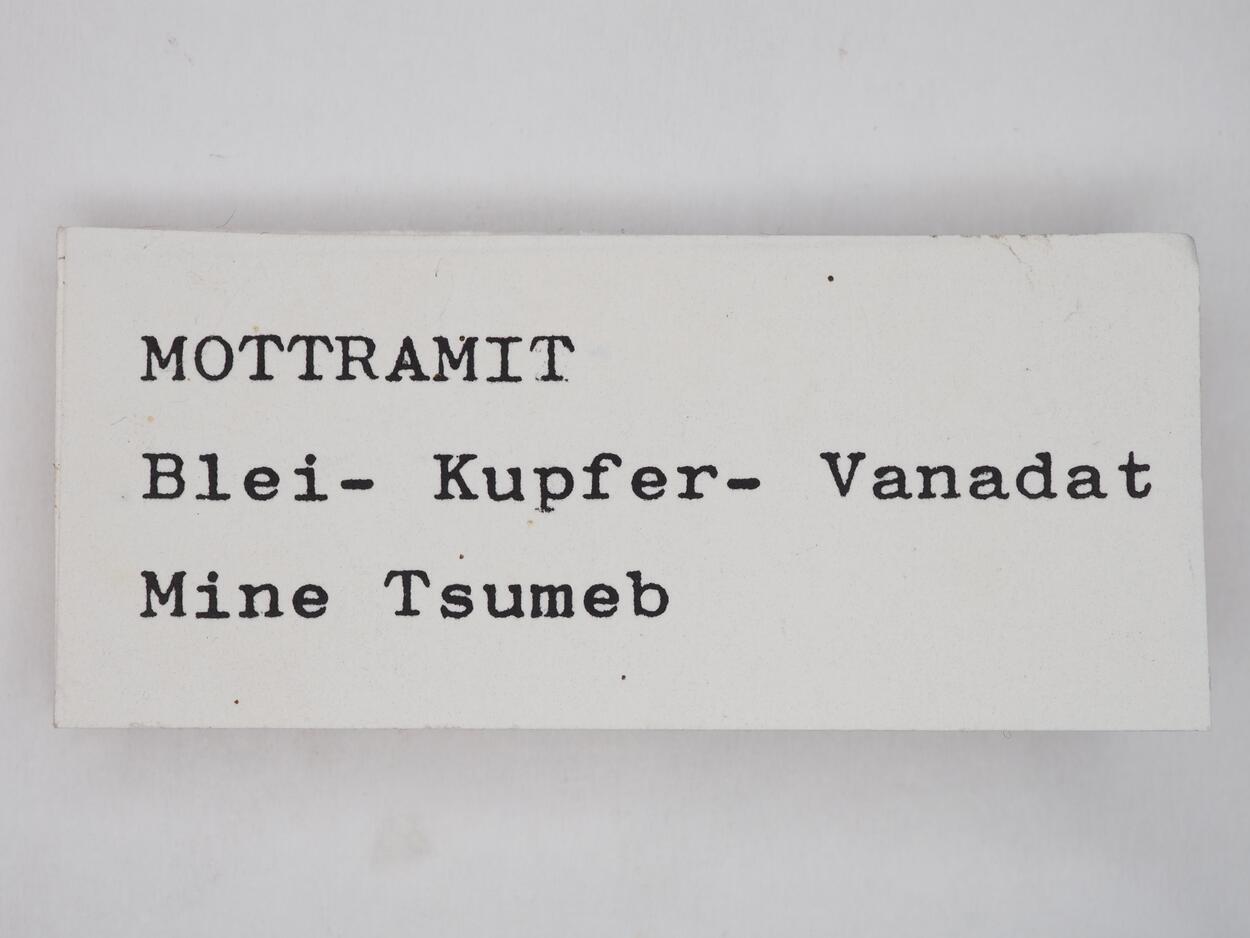 MOTTRAMIT
Blei- Kupfer- Vanadat
Mine Tsumeb